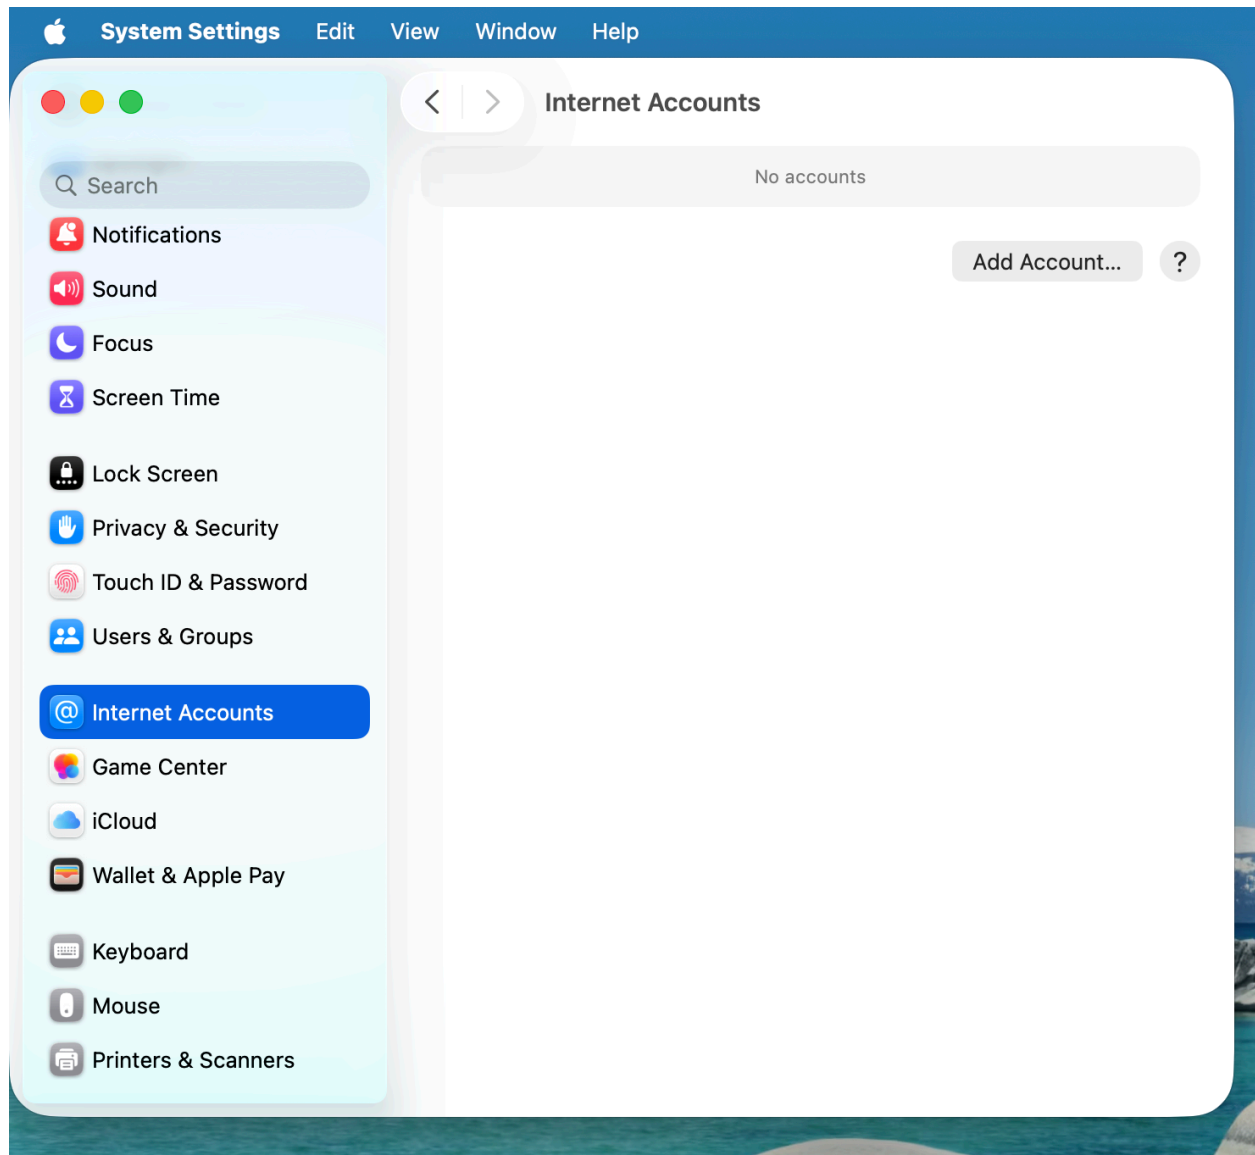 System Settings Edit View Window Help
Internet Accounts
Search
No accounts
Add Account... ?
Notifications
Sound
Focus
Screen Time
Lock Screen
Privacy & Security
Touch ID & Password
Users & Groups
Internet Accounts
Game Center
iCloud
Wallet & Apple Pay
Keyboard
Mouse
Printers & Scanners